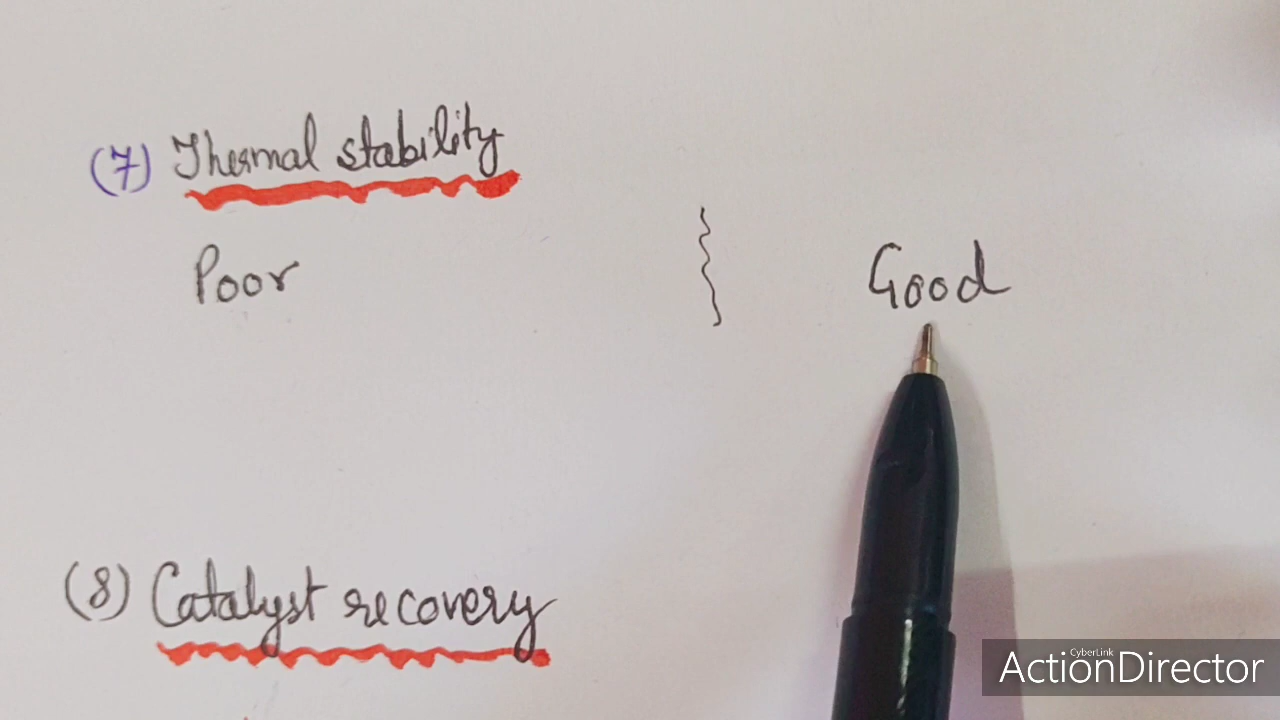 (7) Thermal stability
Poor
Good
(8) Catalyst recovery
CyberLink
ActionDirector